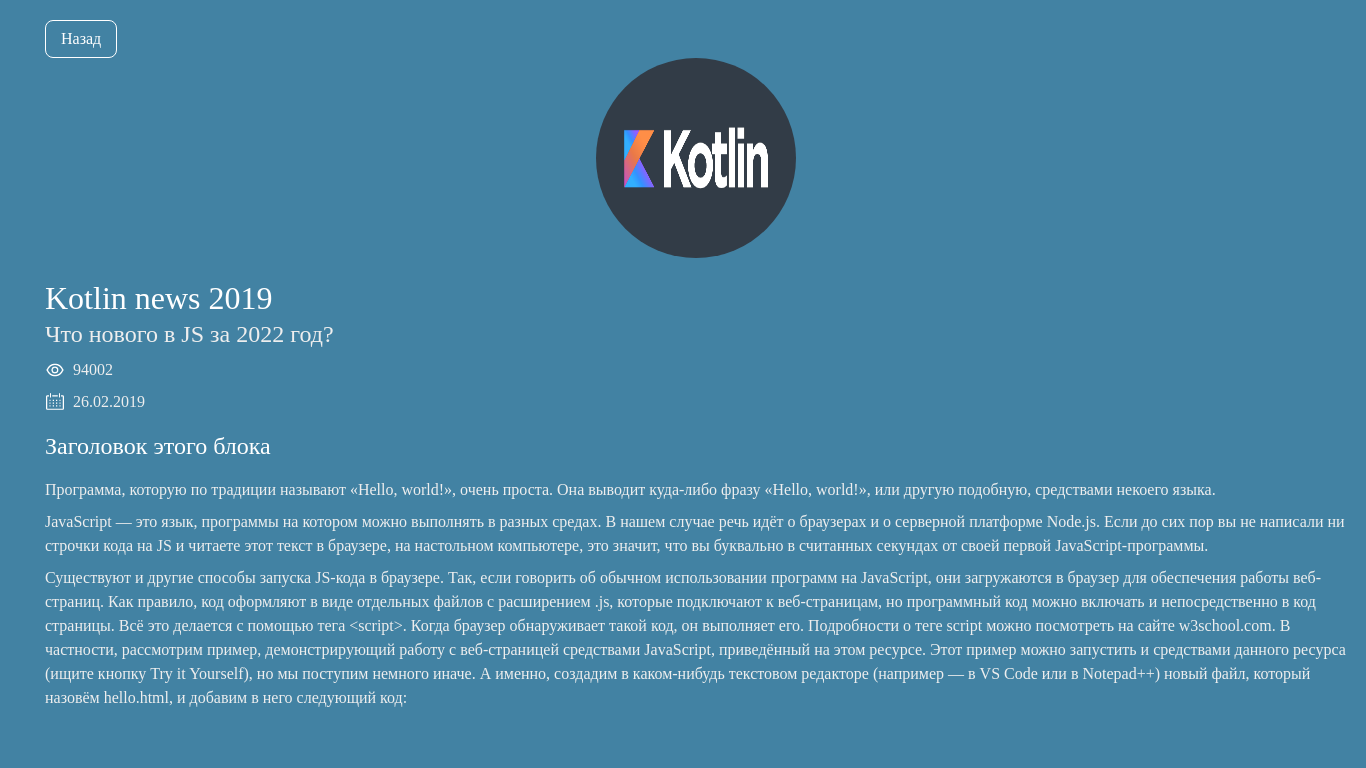 Назад
Kotlin
Kotlin news 2019
Что нового в JS за 2022 год?
94002
26.02.2019
Заголовок этого блока
Программа, которую по традиции называют «Hello, world!», очень проста. Она выводит куда-либо фразу «Hello, world!», или другую подобную, средствами некоего языка.
JavaScript — это язык, программы на котором можно выполнять в разных средах. В нашем случае речь идёт о браузерах и о серверной платформе Node.js. Если до сих пор вы не написали ни
строчки кода на JS и читаете этот текст в браузере, на настольном компьютере, это значит, что вы буквально в считанных секундах от своей первой JavaScript-программы.
Существуют и другие способы запуска JS-кода в браузере. Так, если говорить об обычном использовании программ на JavaScript, они загружаются в браузер для обеспечения работы веб-
страниц. Как правило, код оформляют в виде отдельных файлов с расширением .js, которые подключают к веб-страницам, но программный код можно включать и непосредственно в код
страницы. Всё это делается с помощью тега <script>. Когда браузер обнаруживает такой код, он выполняет его. Подробности о теге script можно посмотреть на сайте w3school.com. В
частности, рассмотрим пример, демонстрирующий работу с веб-страницей средствами JavaScript, приведённый на этом ресурсе. Этот пример можно запустить и средствами данного ресурса
(ищите кнопку Try it Yourself), но мы поступим немного иначе. А именно, создадим в каком-нибудь текстовом редакторе (например — в VS Code или в Notepad++) новый файл, который
назовём hello.html, и добавим в него следующий код: